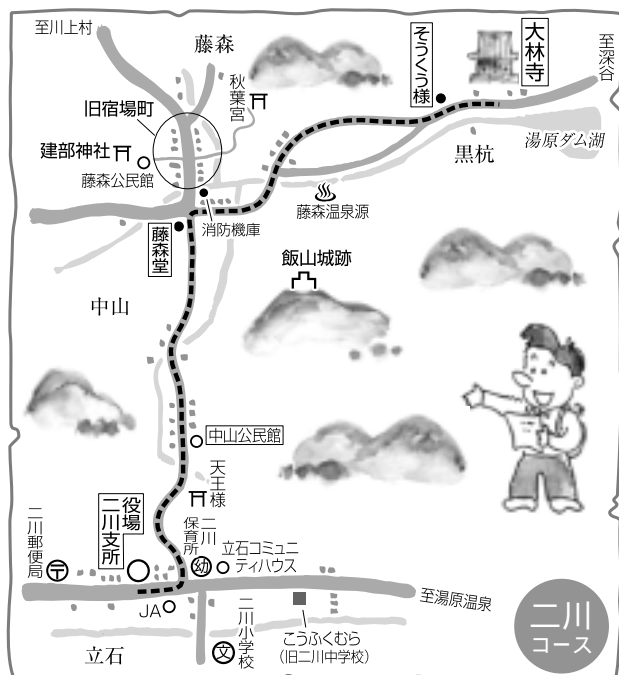 至川上村
藤森
秋葉宮
そうくう様
大林寺
至深谷
旧宿場町
建部神社
藤森公民館
黒杭
湯原ダム湖
藤森温泉源
消防機庫
藤森堂
飯山城跡
中山
中山公民館
天王様
役場
二川支所
二川郵便局
〒
二川
保育所
幼
立石コミュニ
ティハウス
JA
至湯原温泉
二川小学校
文
こうふくむら
(旧二川中学校)
立石
二川
コース